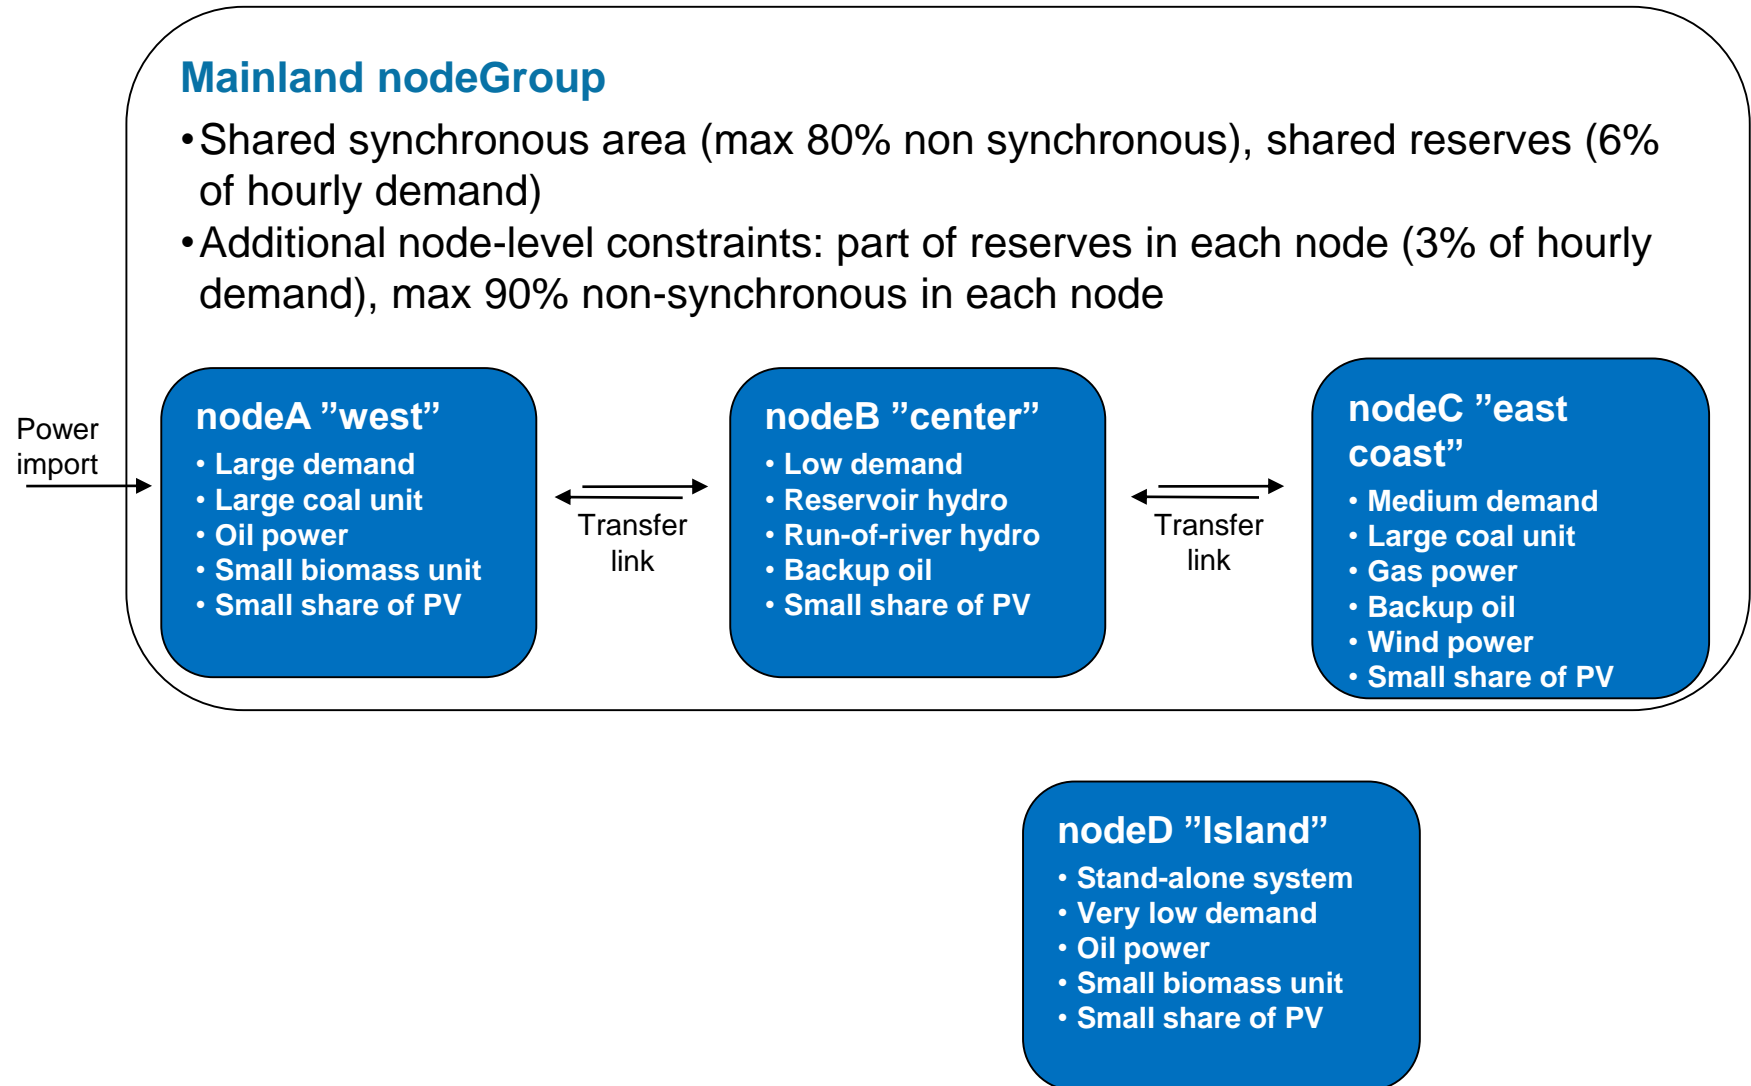 Mainland nodeGroup
•Shared synchronous area (max 80% non synchronous), shared reserves (6%
of hourly demand)
•Additional node-level constraints: part of reserves in each node (3% of hourly
demand), max 90% non-synchronous in each node
Power
import
nodeA ”west”
• Large demand
• Large coal unit
• Oil power
• Small biomass unit
• Small share of PV
Transfer
link
nodeB ”center”
• Low demand
• Reservoir hydro
• Run-of-river hydro
• Backup oil
• Small share of PV
Transfer
link
nodeC ”east
coast”
• Medium demand
• Large coal unit
• Gas power
• Backup oil
• Wind power
• Small share of PV
nodeD ”Island”
• Stand-alone system
• Very low demand
• Oil power
• Small biomass unit
• Small share of PV